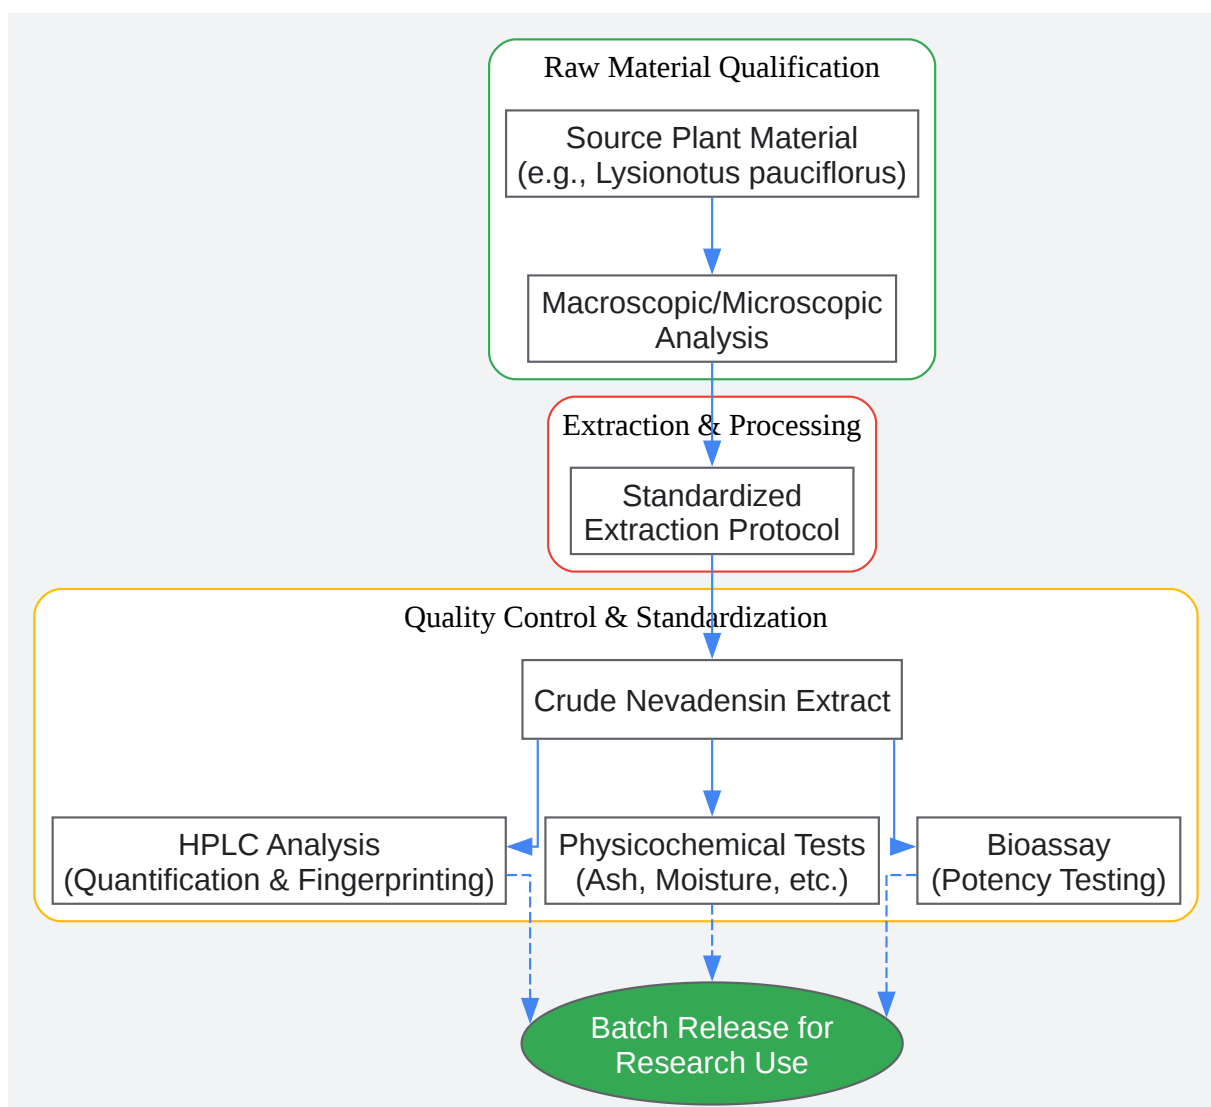 Raw Material Qualification
Source Plant Material
(e.g., Lysionotus pauciflorus)
Macroscopic/Microscopic
Analysis
Extraction & Processing
Standardized
Extraction Protocol
Quality Control & Standardization
Crude Nevadensin Extract
HPLC Analysis
(Quantification & Fingerprinting)
Physicochemical Tests
(Ash, Moisture, etc.)
Bioassay
(Potency Testing)
Batch Release for
Research Use